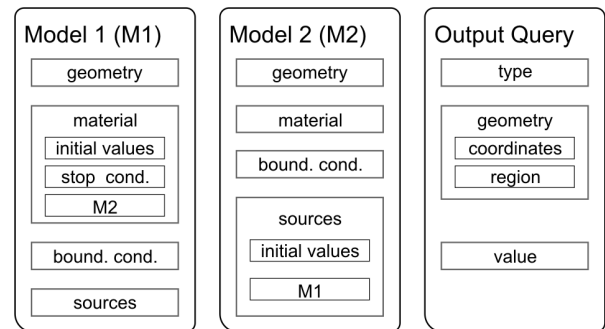 Model 1 (M1)
geometry
material
initial values
stop cond.
M2
bound. cond.
sources
Model 2 (M2)
geometry
material
bound. cond.
sources
initial values
M1
Output Query
type
geometry
coordinates
region
value